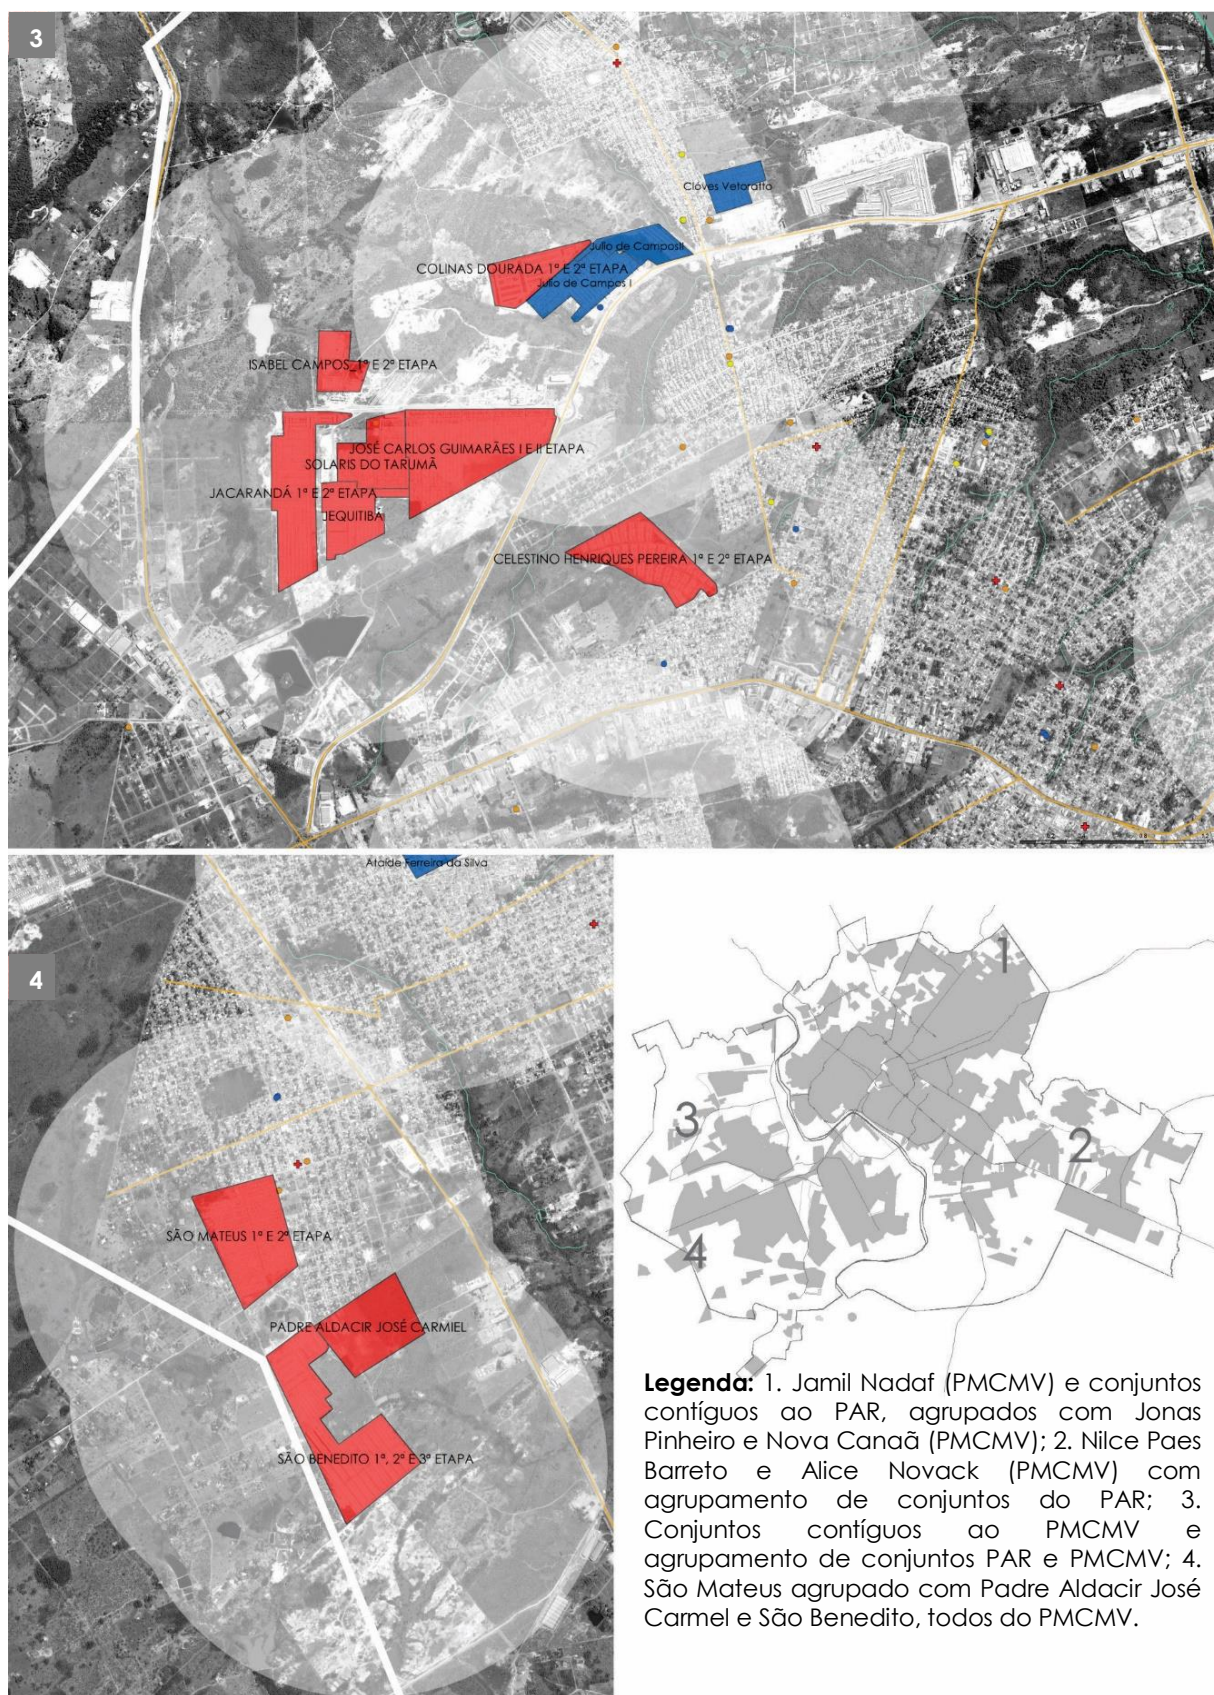 3
Clóves Vetoratto
Julio de CamposII
COLINAS DOURADA 1ª E 2ª ETAPA
Julio de Campos I
ISABEL CAMPOS_1ª E 2ª ETAPA
JOSÉ CARLOS GUIMARÃES I E II ETAPA
SOLARIS DO TARUMÃ
JACARANDÁ 1ª E 2ª ETAPA
JEQUITIBA
CELESTINO HENRIQUES PEREIRA 1ª E 2ª ETAPA
Ataíde Ferreira da Silva
4
SÃO MATEUS 1ª E 2ª ETAPA
PADRE ALDACIR JOSÉ CARMIEL
SÃO BENEDITO 1ª, 2ª E 3ª ETAPA
1
3
2
4
Legenda: 1. Jamil Nadaf (PMCMV) e conjuntos
contíguos ao PAR, agrupados com Jonas
Pinheiro e Nova Canaã (PMCMV); 2. Nilce Paes
Barreto e Alice Novack (PMCMV) com
agrupamento de conjuntos do PAR; 3.
Conjuntos contíguos ao PMCMV e
agrupamento de conjuntos PAR e PMCMV; 4.
São Mateus agrupado com Padre Aldacir José
Carmel e São Benedito, todos do PMCMV.